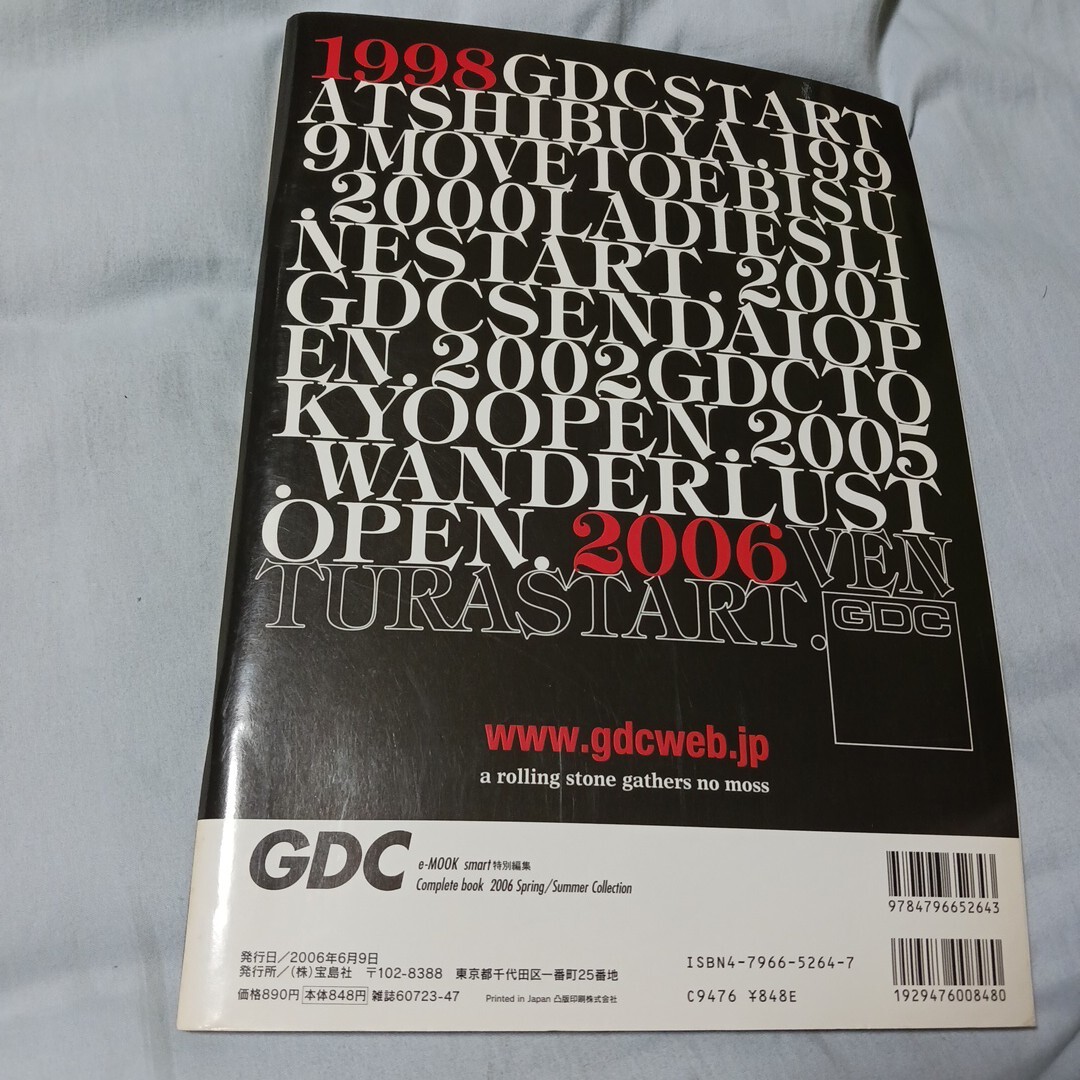 1998GDCSTART
ATSHIBUYA.199
9MOVETOEBISU
.2000LADIESLI
NESTART.2001
GDCSENDAIOP
EN.2002GDCTO
KYOOPEN.2005
.WANDERLUST
OPEN.2006VEN
TURASTART.
GDC
www.gdcweb.jp
a rolling stone gathers no moss
GDC
e-MOOK smart特別編集
Complete book 2006 Spring/Summer Collection
9784796652643
発行日/2006年6月9日
発行所/(株)宝島社 〒102-8388 東京都千代田区一番町25番地
価格890円 本体848円 雑誌60723-47 Printed in Japan 凸版印刷株式会社
ISBN4-7966-5264-7
C9476 ¥848E
1929476008480